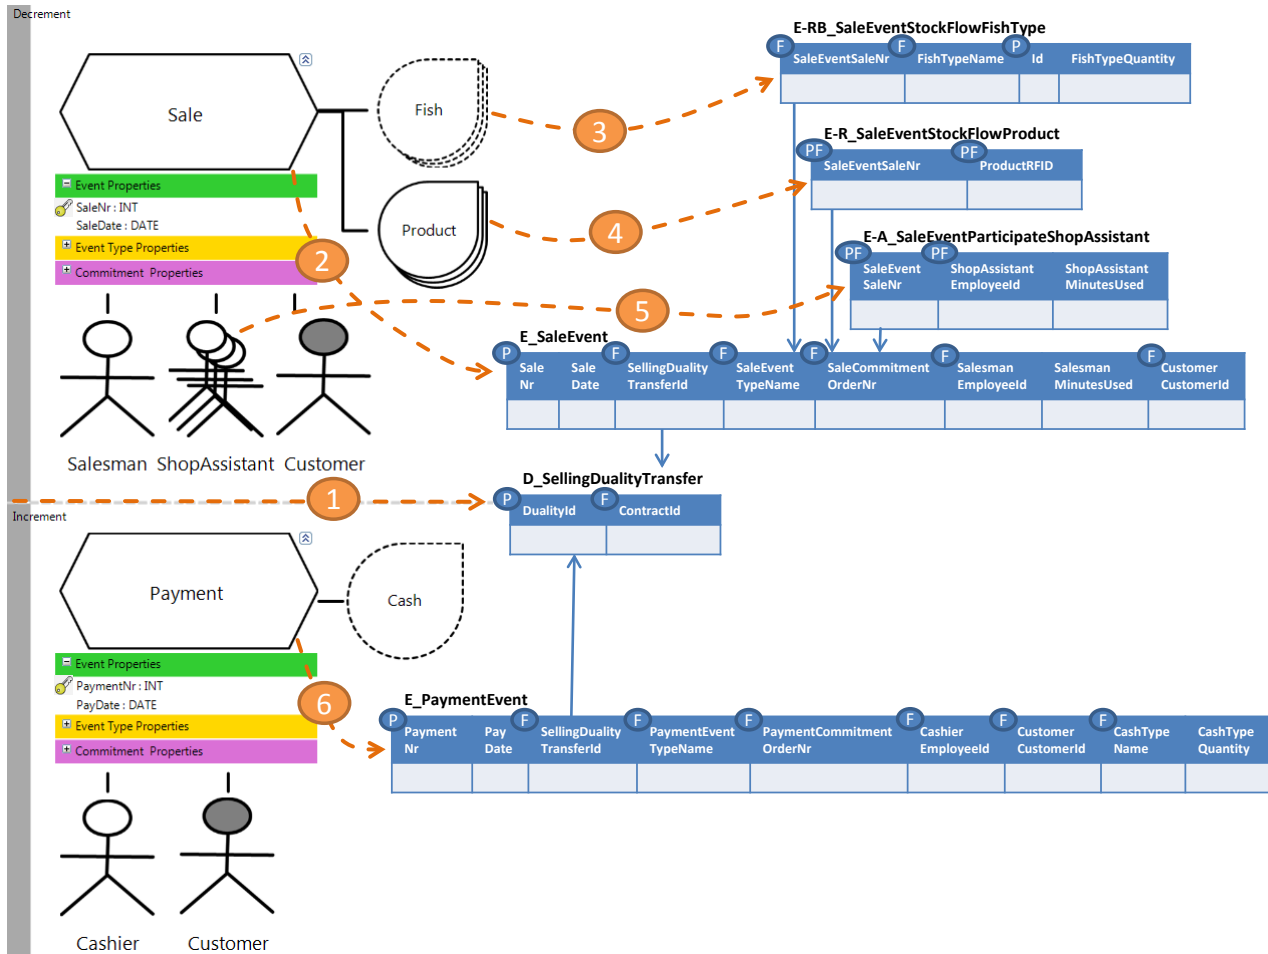 Decrement
E-RB_SaleEventStockFlowFishType
F F P
SaleEventSaleNr FishTypeName Id FishTypeQuantity
Sale
Fish
3
E-R_SaleEventStockFlowProduct
PF PF
SaleEventSaleNr ProductRFID
Event Properties
SaleNr : INT
SaleDate : DATE
Event Type Properties
Commitment Properties
Product
4
2
E-A_SaleEventParticipateShopAssistant
PF PF
SaleEvent ShopAssistant ShopAssistant
SaleNr EmployeeId MinutesUsed
5
E_SaleEvent
P F F F F F
Sale Sale SellingDuality SaleEvent SaleCommitment Salesman Salesman Customer
Nr Date TransferId TypeName OrderNr EmployeeId MinutesUsed CustomerId
Salesman ShopAssistant Customer
D_SellingDualityTransfer
1
P F
DualityId ContractId
Increment
Payment
Cash
Event Properties
PaymentNr : INT
PayDate : DATE
Event Type Properties
Commitment Properties
6
E_PaymentEvent
P F F F F F F
Payment Pay SellingDuality PaymentEvent PaymentCommitment Cashier Customer CashType CashType
Nr Date TransferId TypeName OrderNr EmployeeId CustomerId Name Quantity
Cashier Customer